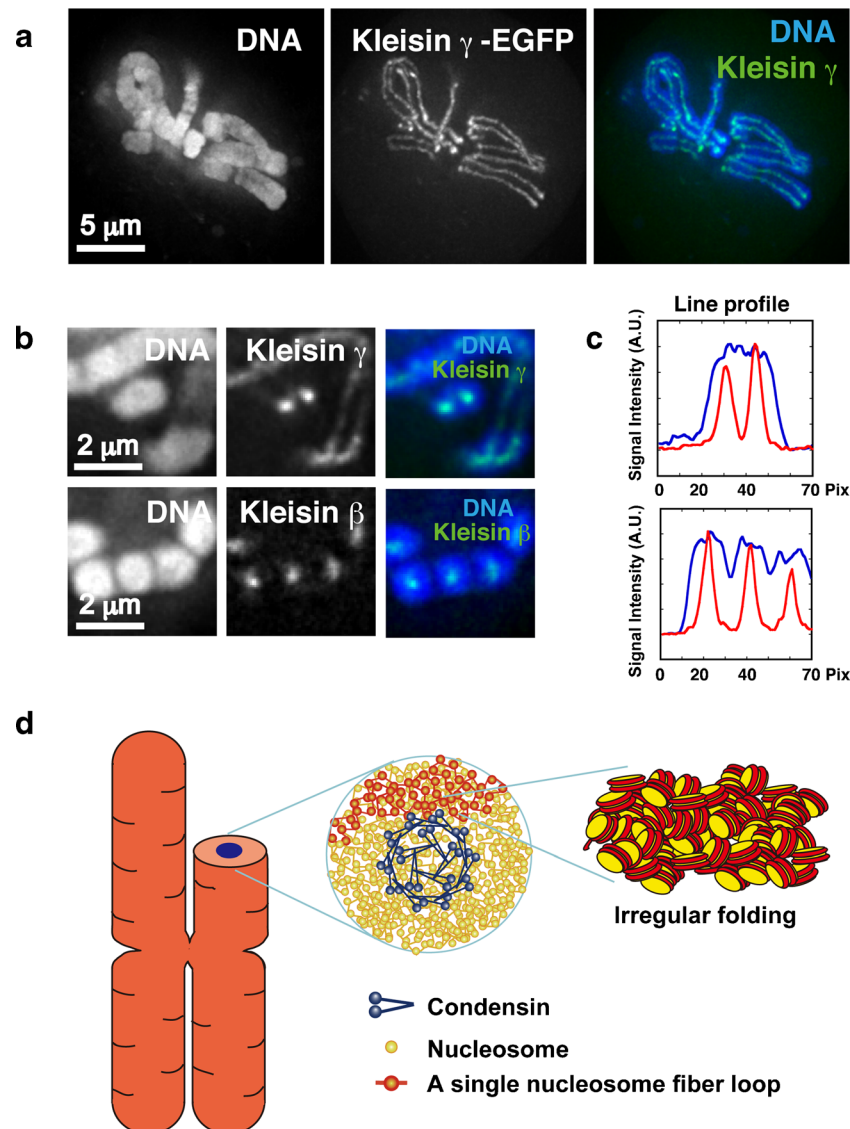 a
DNA
Kleisin γ -EGFP
DNA
Kleisin γ
5 μm
b
DNA
Kleisin γ
DNA
Kleisin γ
2 μm
DNA
Kleisin β
DNA
Kleisin β
2 μm
c
Line profile
Signal Intensity (A.U.)
0 20 40 70 Pix
Signal Intensity (A.U.)
0 20 40 70 Pix
d
Irregular folding
Condensin
Nucleosome
A single nucleosome fiber loop